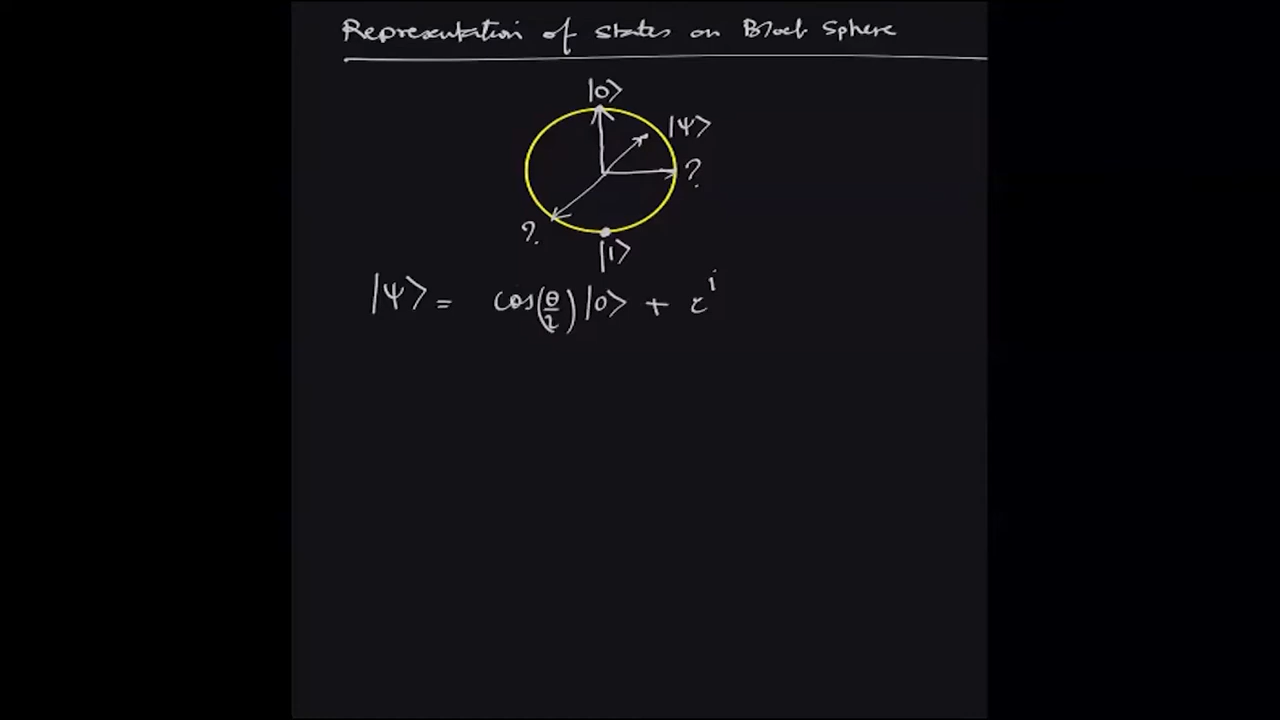 Representation of states on Bloch Sphere
|0>
|ψ>
?
?
|1>
|ψ> = cos(θ/2)|0> + e^i